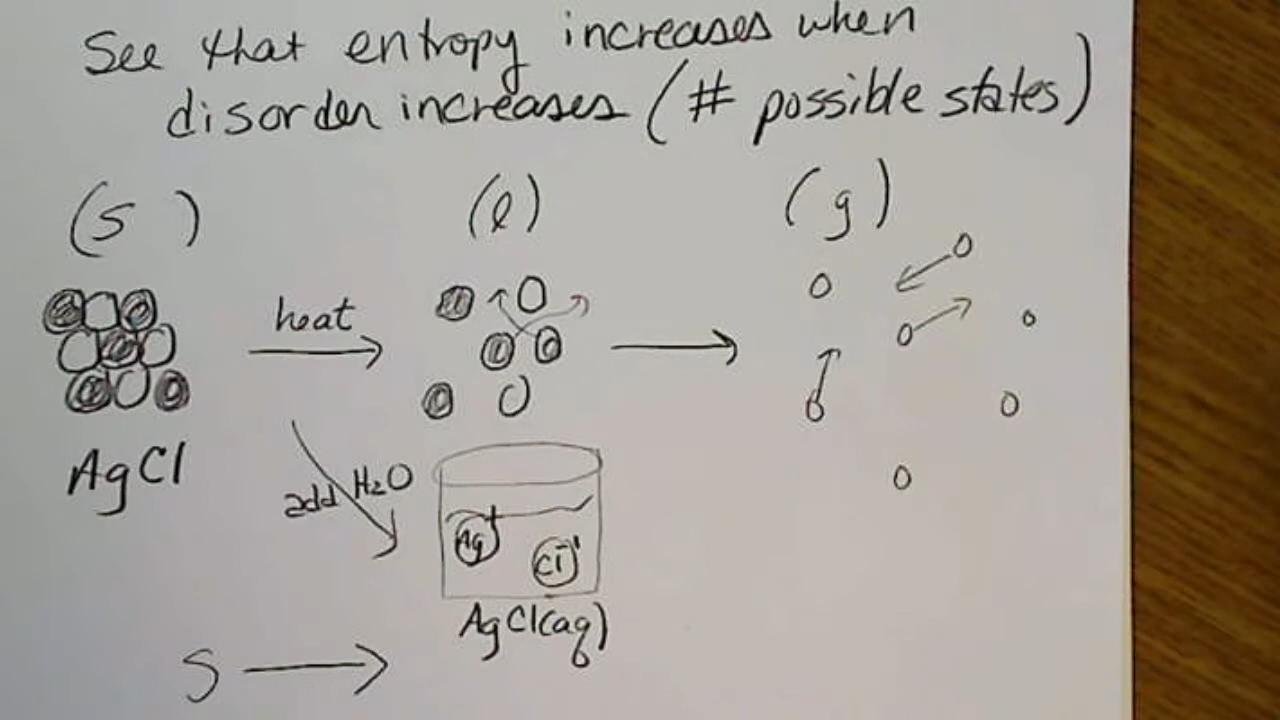 See that entropy increases when
disorder increases (# possible states)
(s) (l) (g)
heat
AgCl
add H₂O
Ag⁺
Cl⁻
AgCl(aq)
S